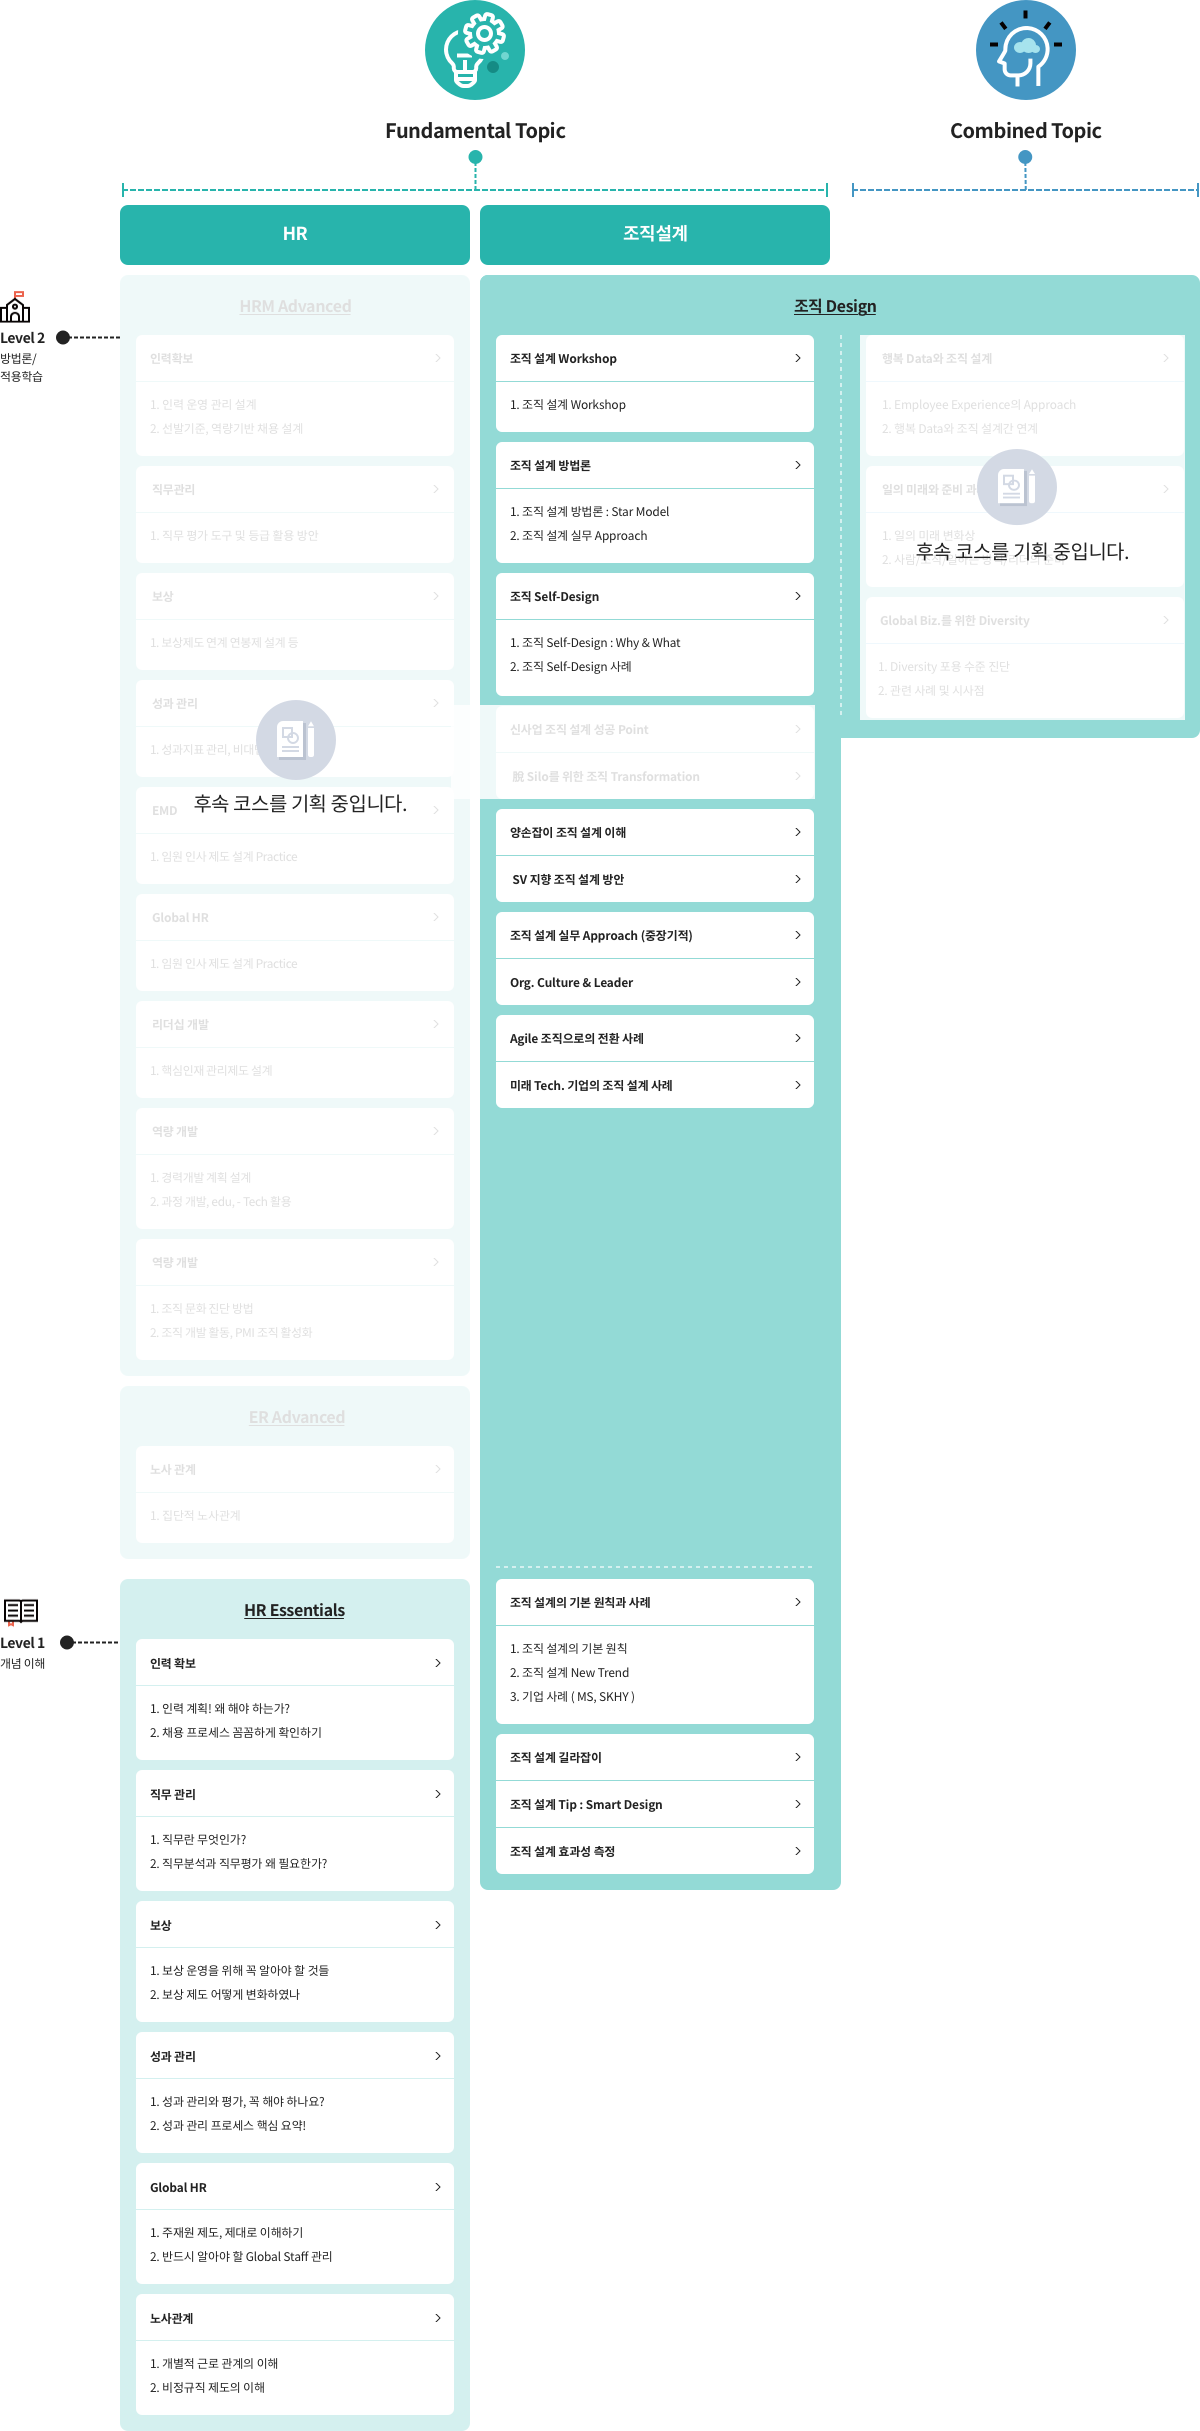 Fundamental Topic
Combined Topic
HR
조직설계
Level 2
방법론/
적용학습
HRM Advanced
인력확보
1. 인력 운영 관리 설계
2. 선발기준, 역량기반 채용 설계
직무관리
1. 직무 평가 도구 및 등급 활용 방안
보상
1. 보상제도 연계 연봉제 설계 등
성과 관리
1. 성과지표 관리, 비대
후속 코스를 기획 중입니다.
EMD
1. 임원 인사 제도 설계 Practice
Global HR
1. 임원 인사 제도 설계 Practice
리더십 개발
1. 핵심인재 관리제도 설계
역량 개발
1. 경력개발 계획 설계
2. 과정 개발, edu, - Tech 활용
역량 개발
1. 조직 문화 진단 방법
2. 조직 개발 활동, PMI 조직 활성화
ER Advanced
노사 관계
1. 집단적 노사관계
조직 Design
조직 설계 Workshop
1. 조직 설계 Workshop
조직 설계 방법론
1. 조직 설계 방법론 : Star Model
2. 조직 설계 실무 Approach
조직 Self-Design
1. 조직 Self-Design : Why & What
2. 조직 Self-Design 사례
신사업 조직 설계 성공 Point
脫 Silo를 위한 조직 Transformation
양손잡이 조직 설계 이해
SV 지향 조직 설계 방안
조직 설계 실무 Approach (중장기적)
Org. Culture & Leader
Agile 조직으로의 전환 사례
미래 Tech. 기업의 조직 설계 사례
행복 Data와 조직 설계
1. Employee Experience의 Approach
2. 행복 Data와 조직 설계간 연계
일의 미래와 준비 과
1. 일의 미래 변화상
후속 코스를 기획 중입니다.
Global Biz.를 위한 Diversity
1. Diversity 포용 수준 진단
2. 관련 사례 및 시사점
Level 1
개념 이해
HR Essentials
인력 확보
1. 인력 계획! 왜 해야 하는가?
2. 채용 프로세스 꼼꼼하게 확인하기
직무 관리
1. 직무란 무엇인가?
2. 직무분석과 직무평가 왜 필요한가?
보상
1. 보상 운영을 위해 꼭 알아야 할 것들
2. 보상 제도 어떻게 변화하였나
성과 관리
1. 성과 관리와 평가, 꼭 해야 하나요?
2. 성과 관리 프로세스 핵심 요약!
Global HR
1. 주재원 제도, 제대로 이해하기
2. 반드시 알아야 할 Global Staff 관리
노사관계
1. 개별적 근로 관계의 이해
2. 비정규직 제도의 이해
조직 설계의 기본 원칙과 사례
1. 조직 설계의 기본 원칙
2. 조직 설계 New Trend
3. 기업 사례 ( MS, SKHY )
조직 설계 길라잡이
조직 설계 Tip : Smart Design
조직 설계 효과성 측정